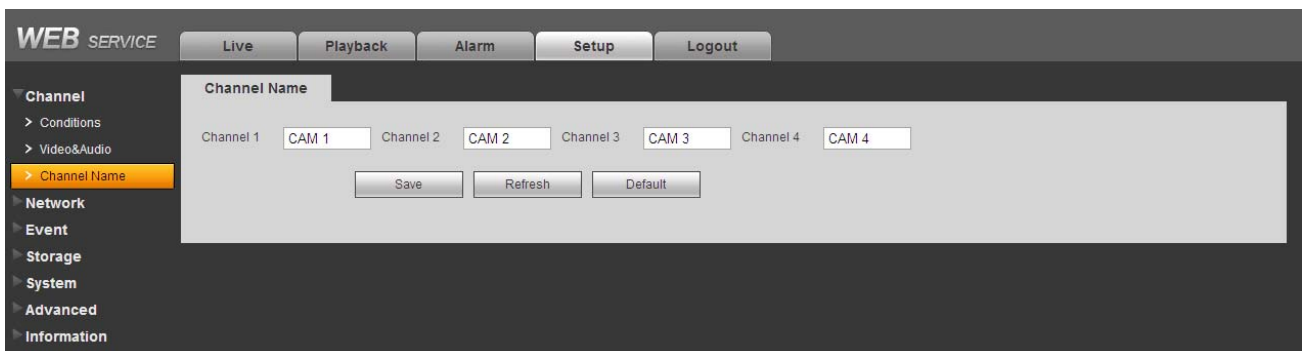 WEB SERVICE
Live Playback Alarm Setup Logout
Channel
> Conditions
> Video&Audio
> Channel Name
Network
Event
Storage
System
Advanced
Information
Channel Name
Channel 1 CAM 1 Channel 2 CAM 2 Channel 3 CAM 3 Channel 4 CAM 4
Save Refresh Default